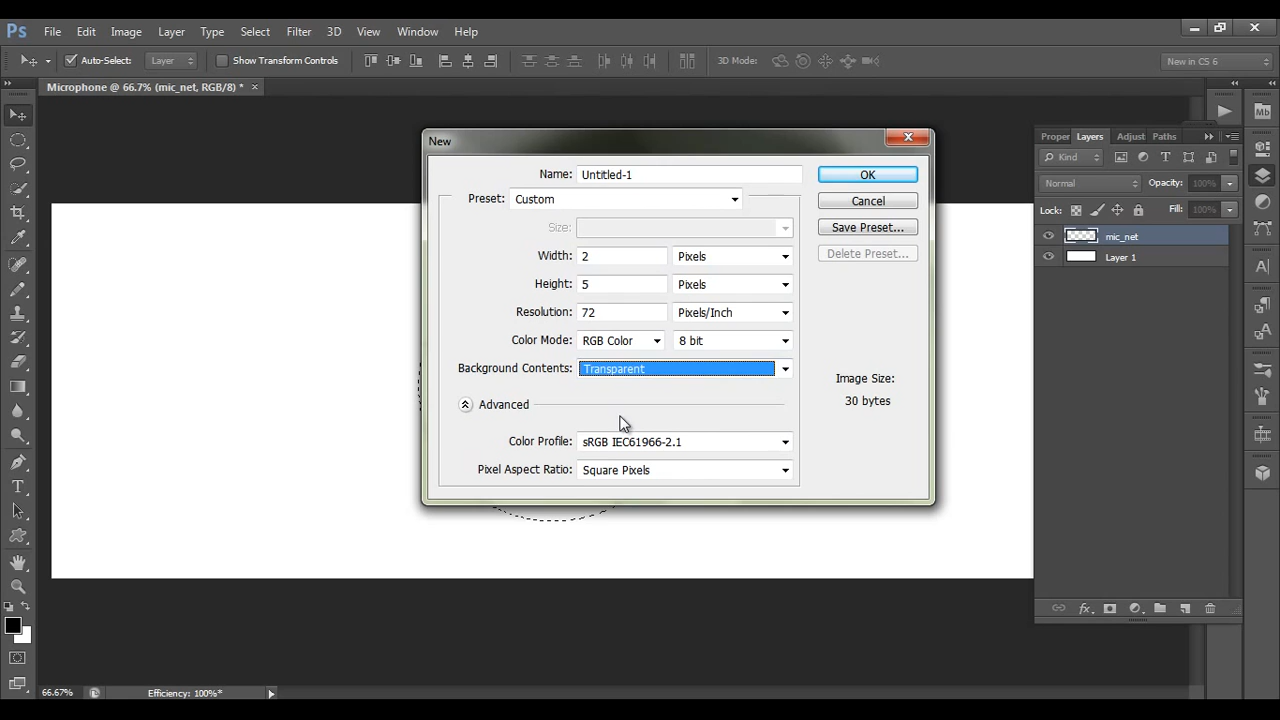 Ps File Edit Image Layer Type Select Filter 3D View Window Help
Auto-Select: Layer Show Transform Controls 3D Mode: New in CS 6
Microphone @ 66.7% (mic_net, RGB/8) * ×
New
Name: Untitled-1 OK
Preset: Custom Cancel
Size: Save Preset...
Width: 2 Pixels Delete Preset...
Height: 5 Pixels
Resolution: 72 Pixels/Inch
Color Mode: RGB Color 8 bit
Background Contents: Transparent
Image Size:
30 bytes
Advanced
Color Profile: sRGB IEC61966-2.1
Pixel Aspect Ratio: Square Pixels
Proper Layers Adjust Paths
Kind
Normal Opacity: 100%
Lock: Fill: 100%
mic_net
Layer 1
fx
Mb
A
T
66.67% Efficiency: 100%*